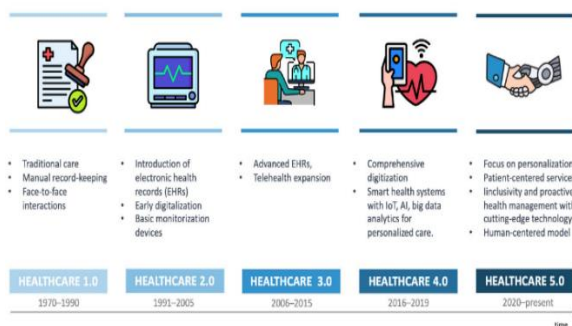 • Traditional care
• Manual record-keeping
• Face-to-face
interactions
• Introduction of
electronic health
records (EHRs)
• Early digitalization
• Basic monitorization
devices
• Advanced EHRs,
Telehealth expansion
• Comprehensive
digitization
• Smart health systems
with IoT, AI, big data
analytics for
personalized care.
• Focus on personalization
• Patient-centered service
• Iinclusivity and proactive
health management with
cutting-edge technology
• Human-centered model
HEALTHCARE 1.0
1970–1990
HEALTHCARE 2.0
1991–2005
HEALTHCARE 3.0
2006–2015
HEALTHCARE 4.0
2016–2019
HEALTHCARE 5.0
2020–present
time